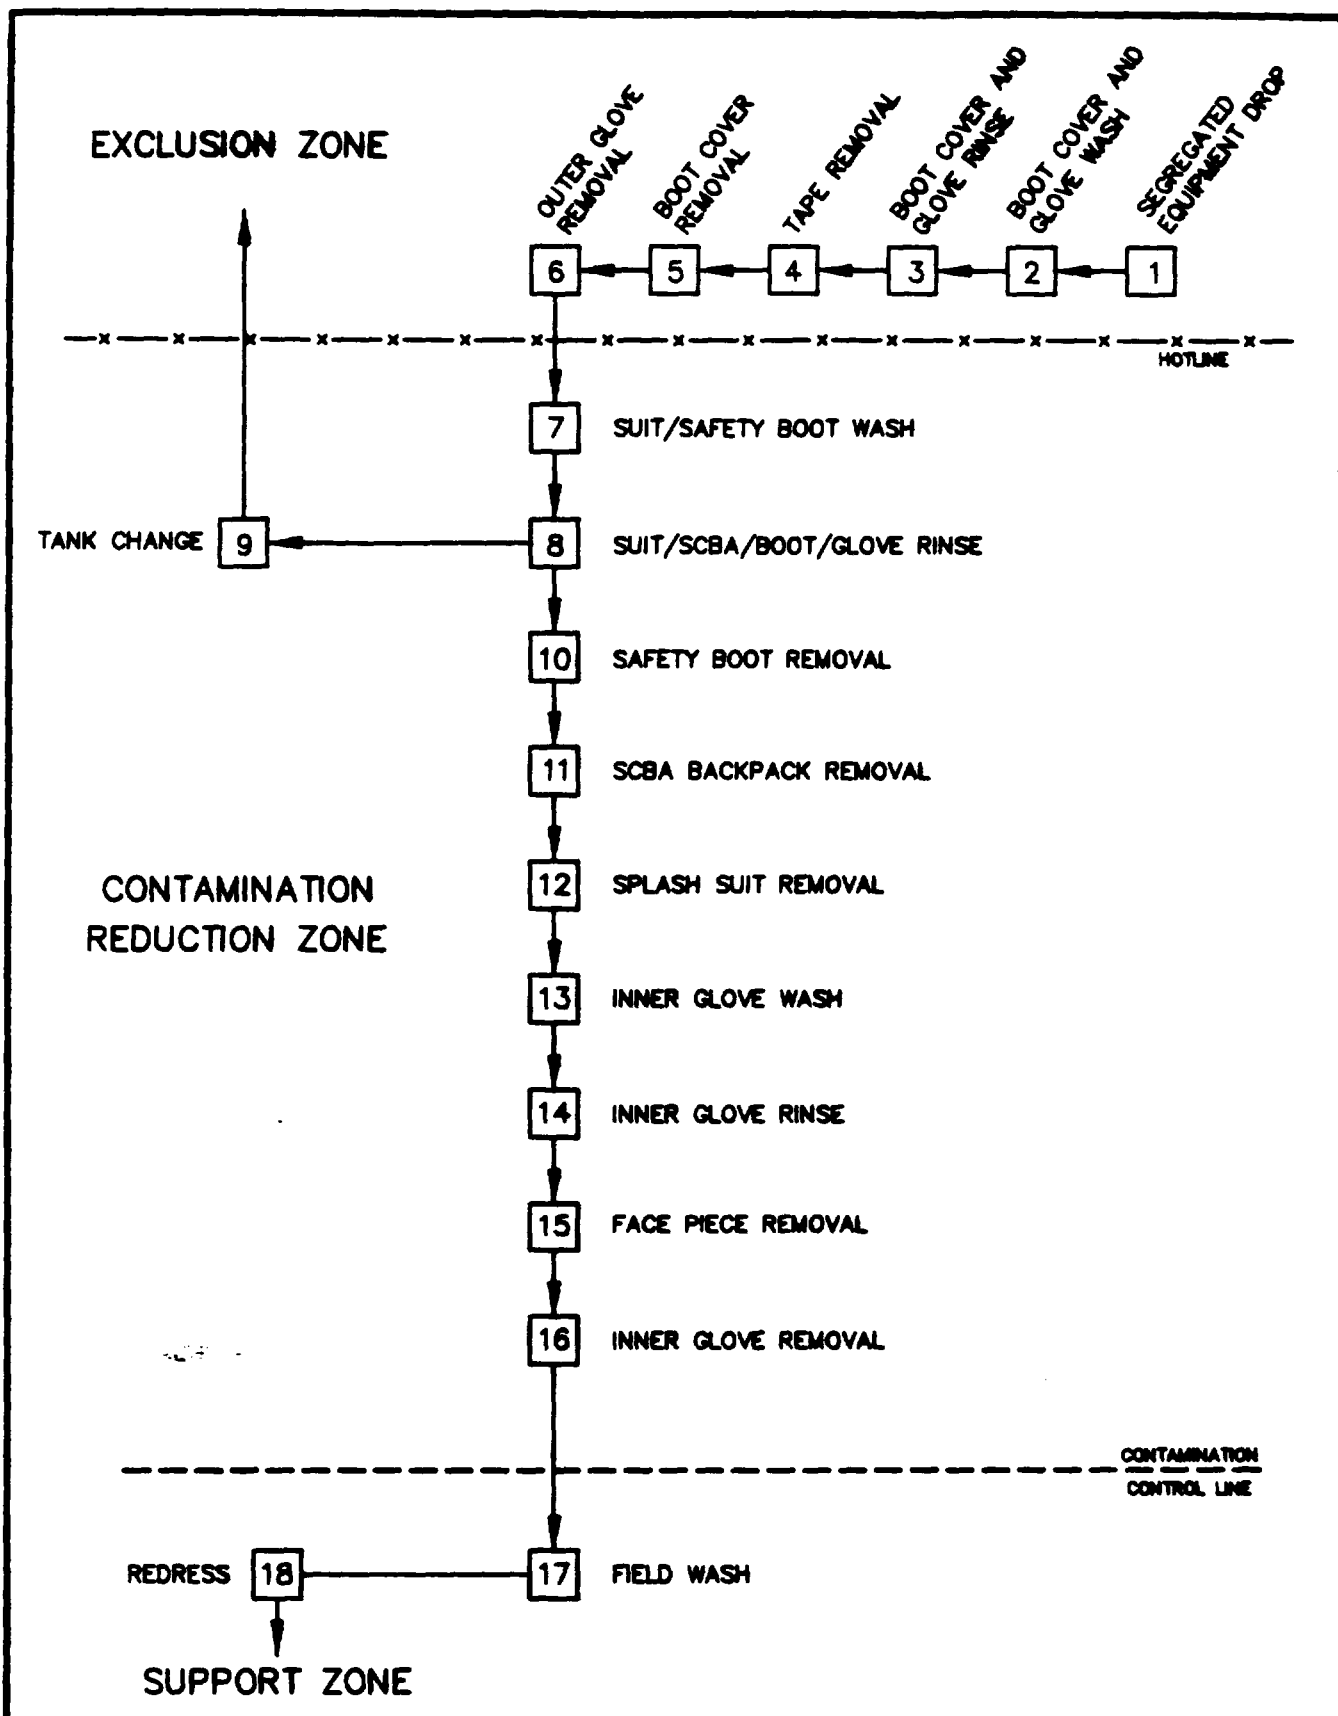 EXCLUSION ZONE
OUTER GLOVE
REMOVAL
BOOT COVER
REMOVAL
TAPE REMOVAL
BOOT COVER AND
GLOVE RINSE
BOOT COVER AND
GLOVE WASH
SEGREGATED
EQUIPMENT DROP
6
5
4
3
2
1
HOTLINE
7 SUIT/SAFETY BOOT WASH
TANK CHANGE 9
8 SUIT/SCBA/BOOT/GLOVE RINSE
10 SAFETY BOOT REMOVAL
11 SCBA BACKPACK REMOVAL
CONTAMINATION
REDUCTION ZONE
12 SPLASH SUIT REMOVAL
13 INNER GLOVE WASH
14 INNER GLOVE RINSE
15 FACE PIECE REMOVAL
16 INNER GLOVE REMOVAL
CONTAMINATION
CONTROL LINE
REDRESS 18
17 FIELD WASH
SUPPORT ZONE